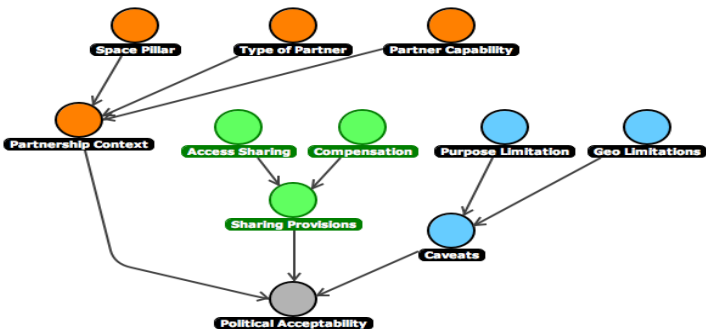 Space Pillar
Type of Partner
Partner Capability
Partnership Context
Access Sharing
Compensation
Purpose Limitation
Geo Limitations
Sharing Provisions
Caveats
Political Acceptability